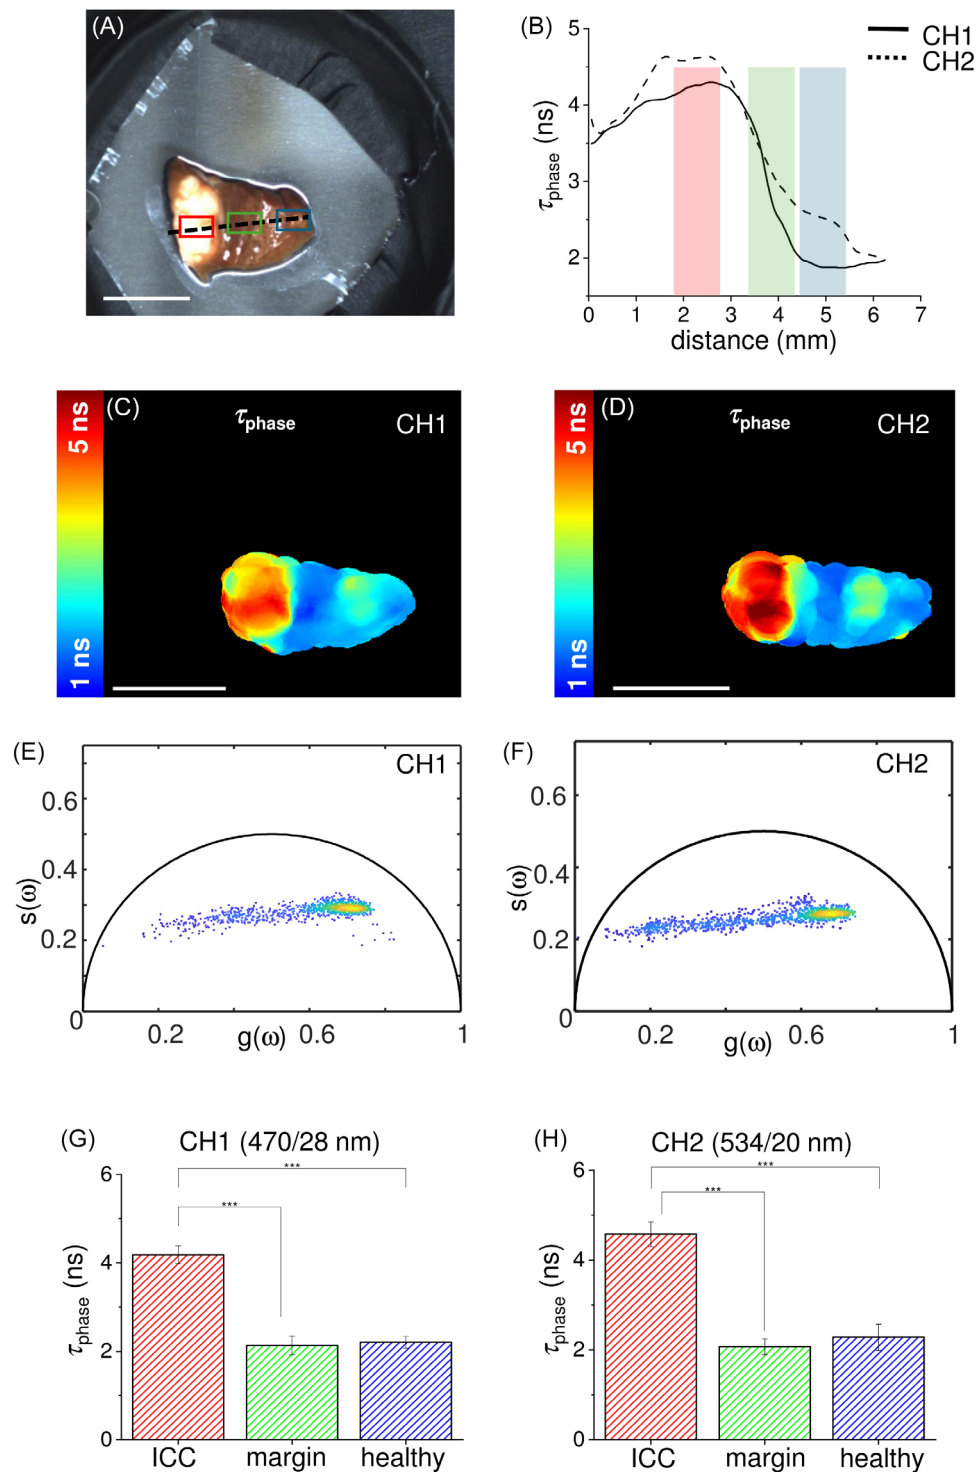 (A)
(B)
CH1
CH2
5
4
3
2
τphase (ns)
0 1 2 3 4 5 6 7
distance (mm)
(C)
τphase
CH1
5 ns
1 ns
(D)
τphase
CH2
5 ns
1 ns
(E)
CH1
0.6
0.4
0.2
0
s(ω)
0.2 0.6 1
g(ω)
(F)
CH2
0.6
0.4
0.2
0
s(ω)
0.2 0.6 1
g(ω)
(G)
CH1 (470/28 nm)
***
***
6
4
2
0
τphase (ns)
ICC margin healthy
(H)
CH2 (534/20 nm)
***
***
6
4
2
0
τphase (ns)
ICC margin healthy